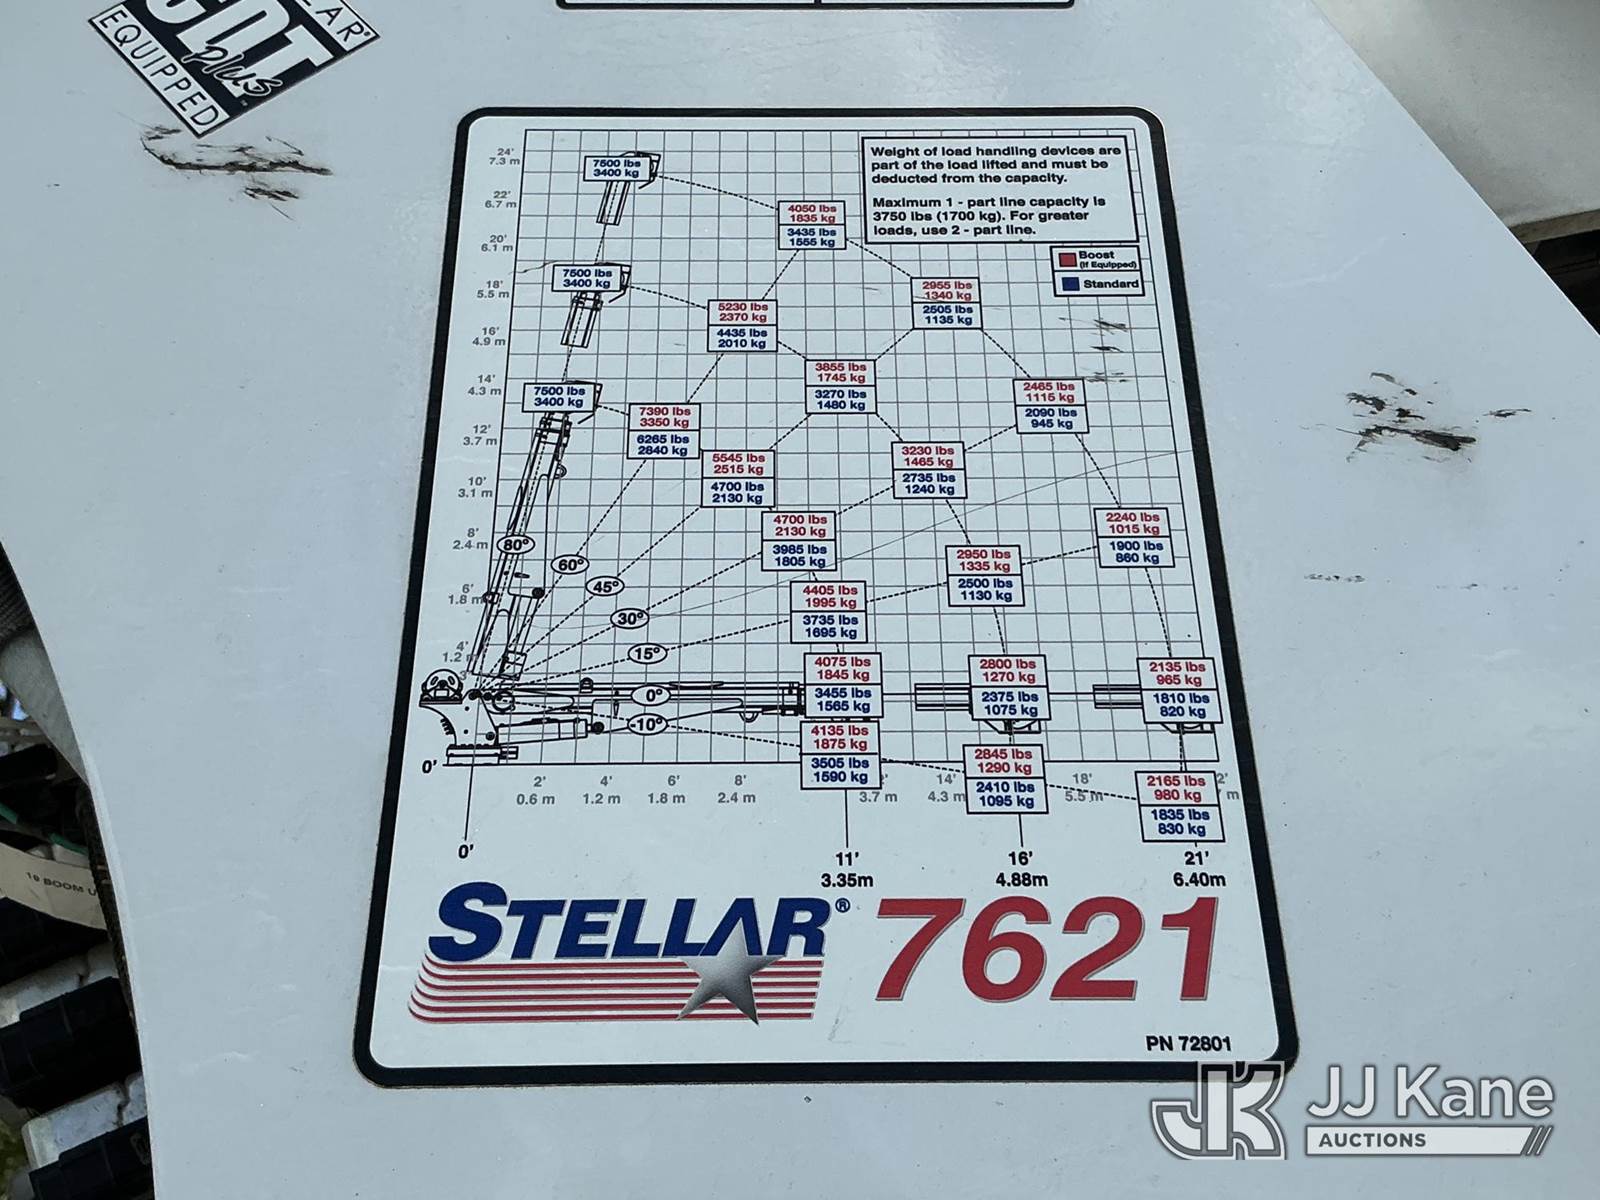 LAR®
CDT
plus
EQUIPPED
Weight of load handling devices are
part of the load lifted and must be
deducted from the capacity.
Maximum 1 - part line capacity is
3750 lbs (1700 kg). For greater
loads, use 2 - part line.
Boost
(If Equipped)
Standard
24'
7.3 m
22'
6.7 m
20'
6.1 m
18'
5.5 m
16'
4.9 m
14'
4.3 m
12'
3.7 m
10'
3.1 m
8'
2.4 m
6'
1.8 m
4'
1.2 m
0'
7500 lbs
3400 kg
4050 lbs
1835 kg
3435 lbs
1555 kg
7500 lbs
3400 kg
2955 lbs
1340 kg
2505 lbs
1135 kg
5230 lbs
2370 kg
4435 lbs
2010 kg
3855 lbs
1745 kg
3270 lbs
1480 kg
7500 lbs
3400 kg
2465 lbs
1115 kg
2090 lbs
945 kg
7390 lbs
3350 kg
6265 lbs
2840 kg
5545 lbs
2515 kg
4700 lbs
2130 kg
3230 lbs
1465 kg
2735 lbs
1240 kg
4700 lbs
2130 kg
3985 lbs
1805 kg
2240 lbs
1015 kg
1900 lbs
860 kg
2950 lbs
1335 kg
2500 lbs
1130 kg
4405 lbs
1995 kg
3735 lbs
1695 kg
80°
60°
45°
30°
15°
0°
-10°
4075 lbs
1845 kg
3455 lbs
1565 kg
2800 lbs
1270 kg
2375 lbs
1075 kg
2135 lbs
965 kg
1810 lbs
820 kg
4135 lbs
1875 kg
3505 lbs
1590 kg
2845 lbs
1290 kg
2410 lbs
1095 kg
2165 lbs
980 kg
1835 lbs
830 kg
2' 4' 6' 8' 2' 14' 18' 2'
0.6 m 1.2 m 1.8 m 2.4 m 3.7 m 4.3 m 5.5 m 7 m
0' 11' 16' 21'
3.35m 4.88m 6.40m
STELLAR® 7621
PN 72801
19 BOOM U
JK JJ Kane
AUCTIONS